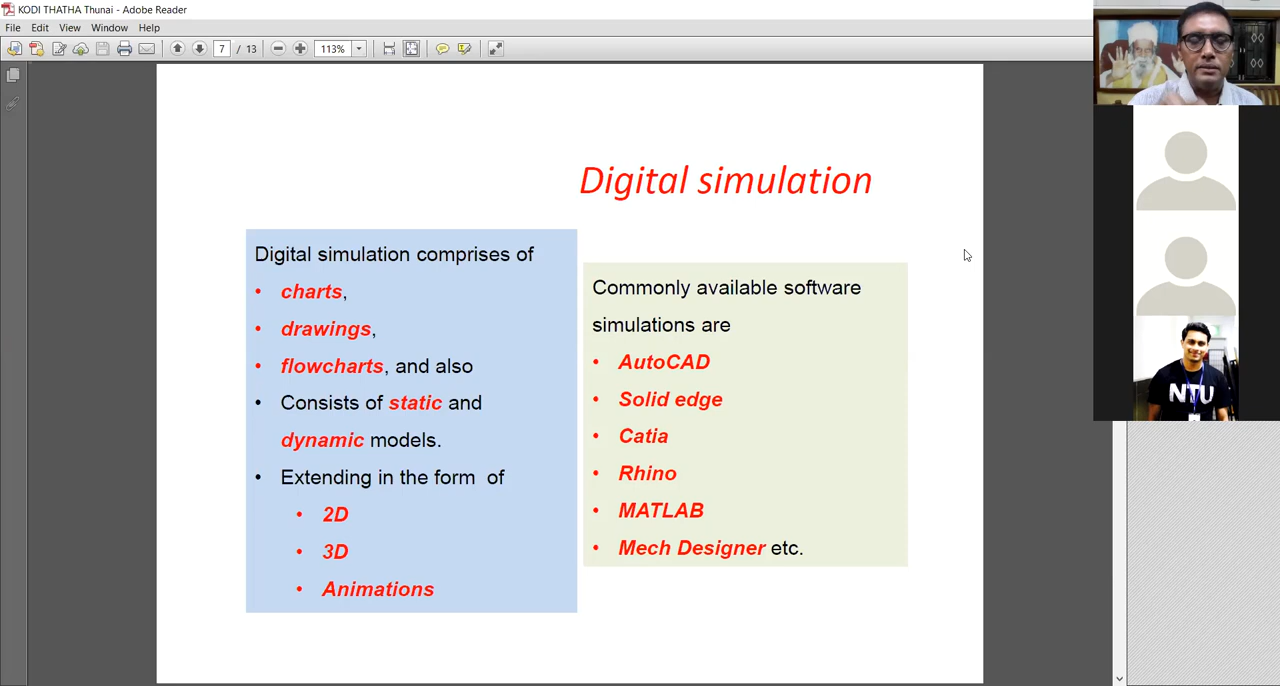 KODI THATHA Thunai - Adobe Reader
File Edit View Window Help
7 / 13 113%
Digital simulation
Digital simulation comprises of
• charts,
• drawings,
• flowcharts, and also
• Consists of static and
dynamic models.
• Extending in the form of
• 2D
• 3D
• Animations
Commonly available software
simulations are
• AutoCAD
• Solid edge
• Catia
• Rhino
• MATLAB
• Mech Designer etc.
NTU